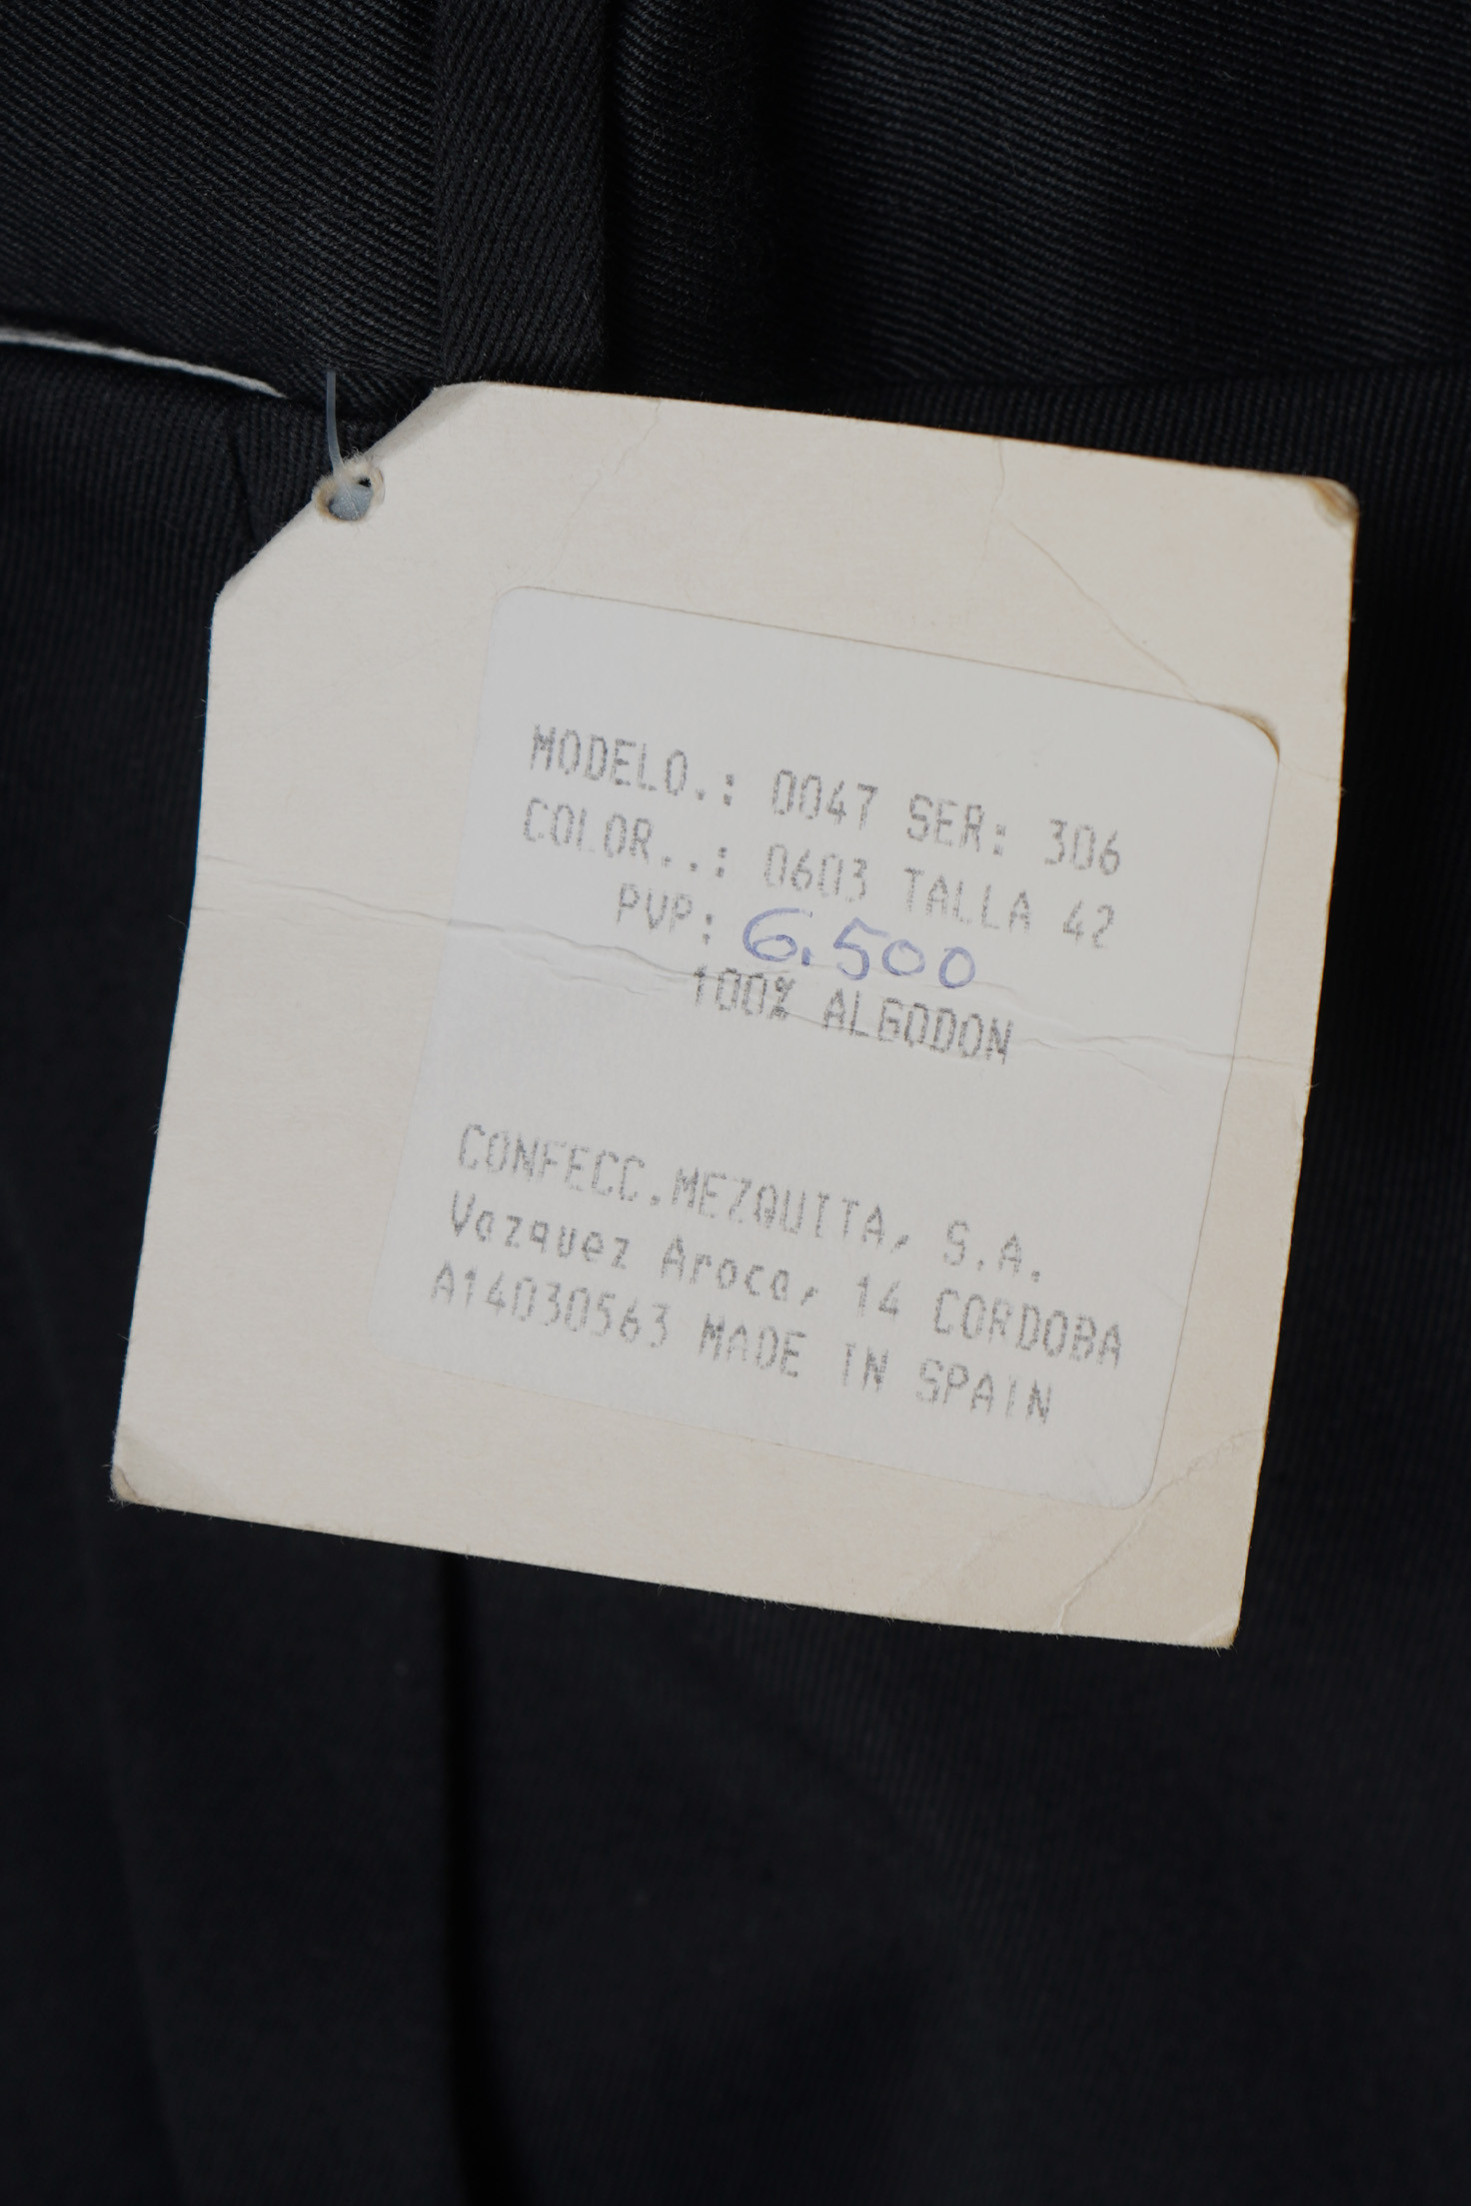 MODELO.: 0047 SER: 306
COLOR..: 0603 TALLA 42
PVP: 6.500
100% ALGODON
CONFECC.MEZQUITA, S.A.
Vazquez Aroca, 14 CORDOBA
A14030563 MADE IN SPAIN